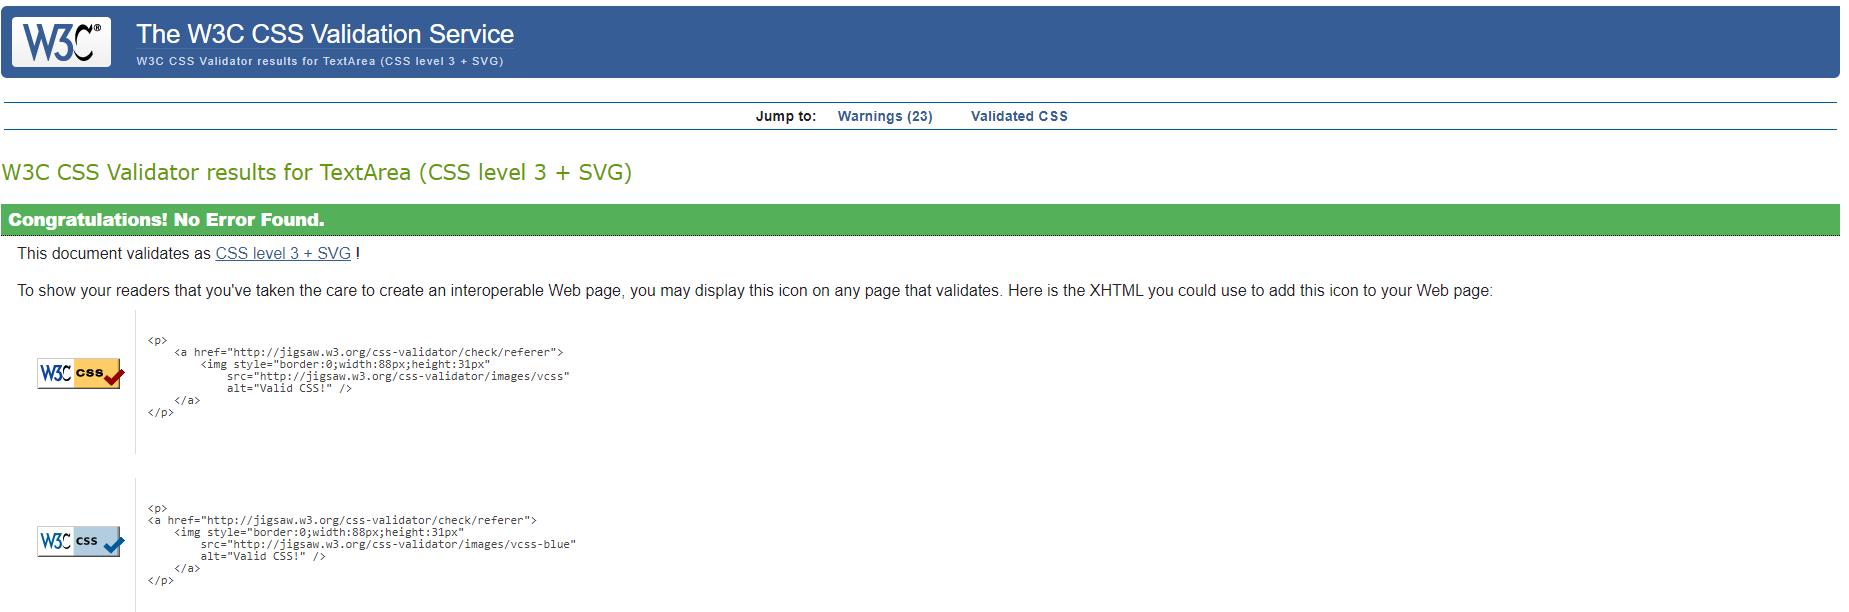 W3C®
The W3C CSS Validation Service
W3C CSS Validator results for TextArea (CSS level 3 + SVG)
Jump to: Warnings (23) Validated CSS
W3C CSS Validator results for TextArea (CSS level 3 + SVG)
Congratulations! No Error Found.
This document validates as CSS level 3 + SVG !
To show your readers that you've taken the care to create an interoperable Web page, you may display this icon on any page that validates. Here is the XHTML you could use to add this icon to your Web page:
W3C css
<p>
<a href="http://jigsaw.w3.org/css-validator/check/referer">
<img style="border:0;width:88px;height:31px"
src="http://jigsaw.w3.org/css-validator/images/vcss"
alt="Valid CSS!" />
</a>
</p>
W3C css
<p>
<a href="http://jigsaw.w3.org/css-validator/check/referer">
<img style="border:0;width:88px;height:31px"
src="http://jigsaw.w3.org/css-validator/images/vcss-blue"
alt="Valid CSS!" />
</a>
</p>